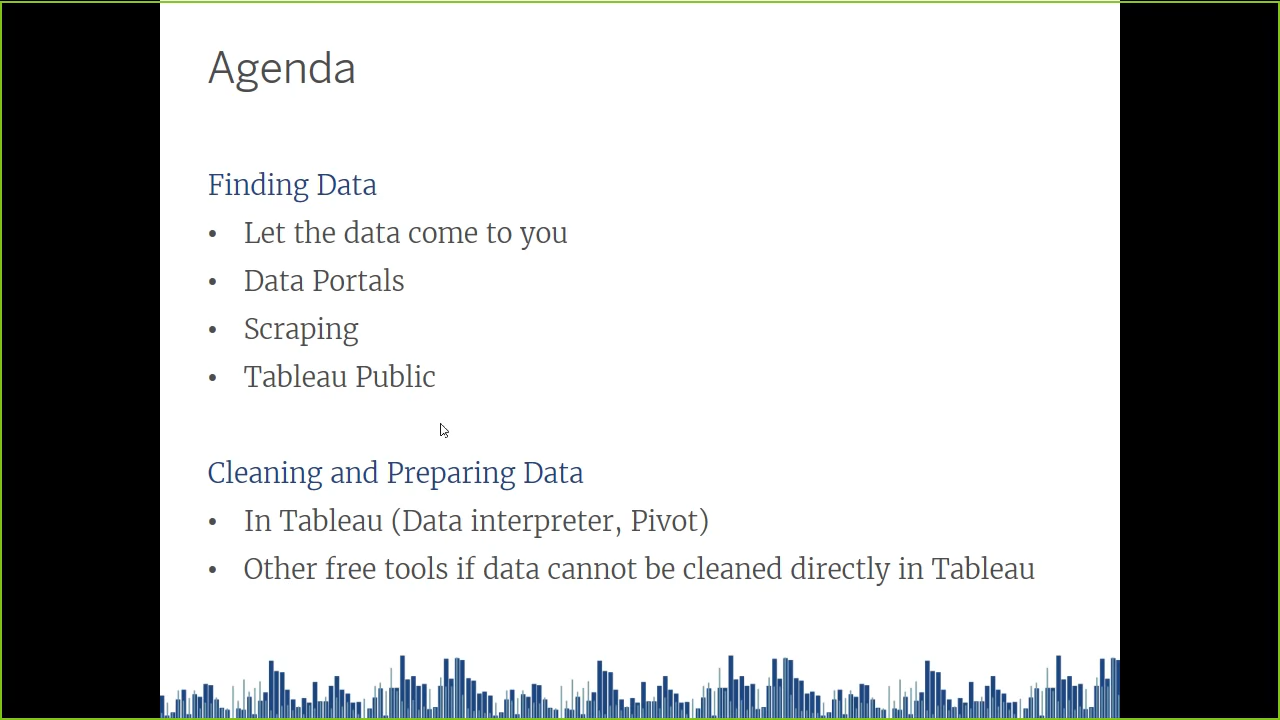 Agenda
Finding Data
• Let the data come to you
• Data Portals
• Scraping
• Tableau Public
Cleaning and Preparing Data
• In Tableau (Data interpreter, Pivot)
• Other free tools if data cannot be cleaned directly in Tableau